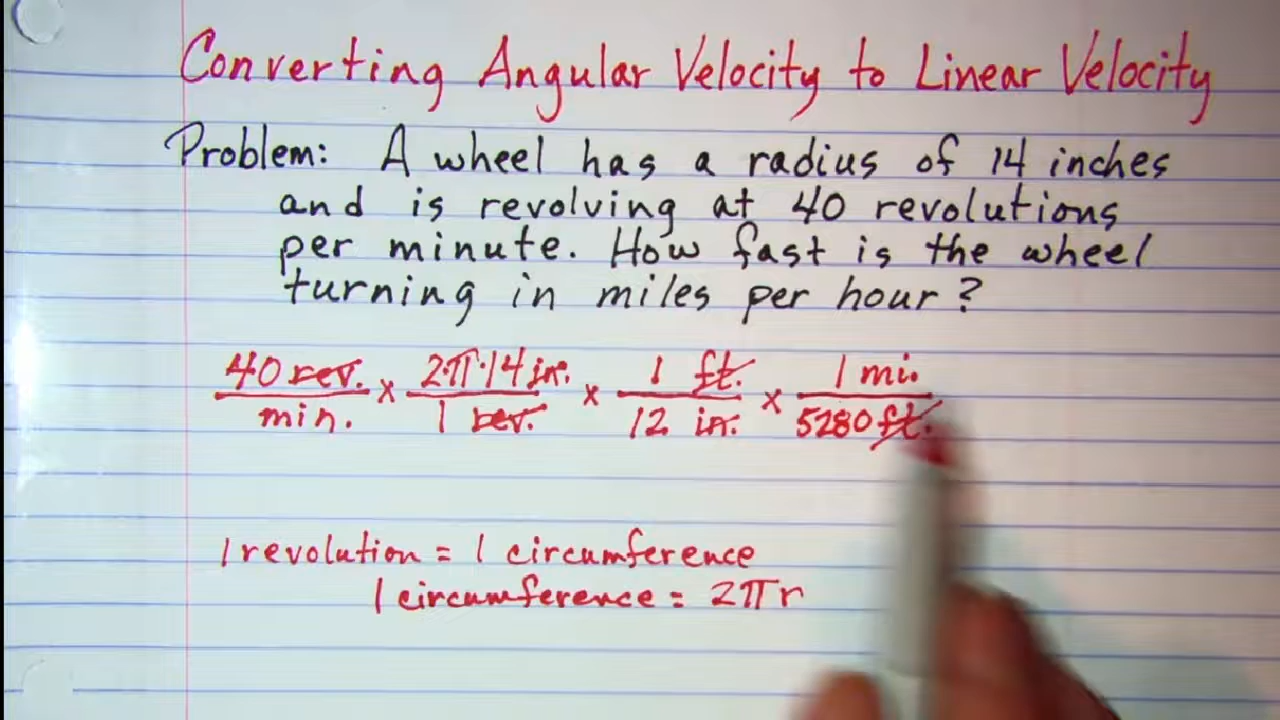 Converting Angular Velocity to Linear Velocity
Problem: A wheel has a radius of 14 inches
and is revolving at 40 revolutions
per minute. How fast is the wheel
turning in miles per hour?
40 rev./min. × 2π·14 in./1 rev. × 1 ft./12 in. × 1 mi./5280 ft.
1 revolution = 1 circumference
1 circumference = 2πr